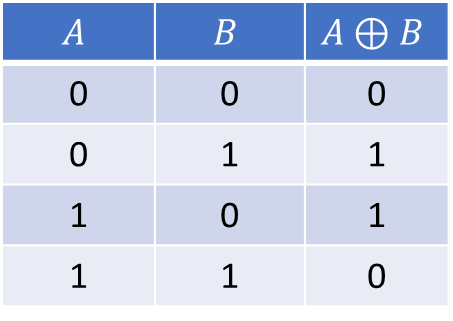 A B A ⊕ B
0 0 0
0 1 1
1 0 1
1 1 0